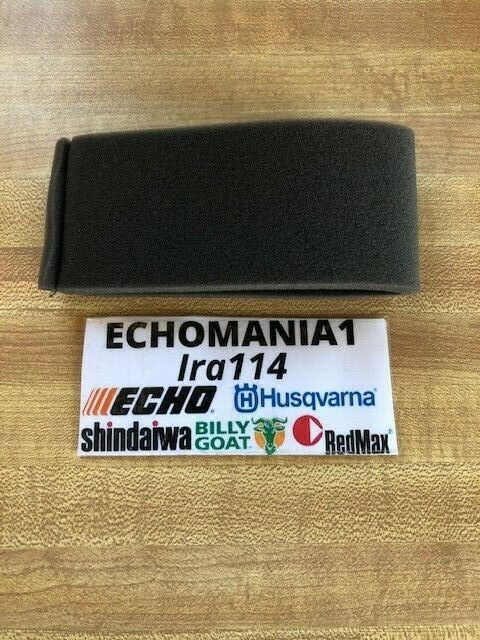 ECHOMANIA1
Ira114
ECHO Husqvarna
shindaiwa BILLY GOAT RedMax